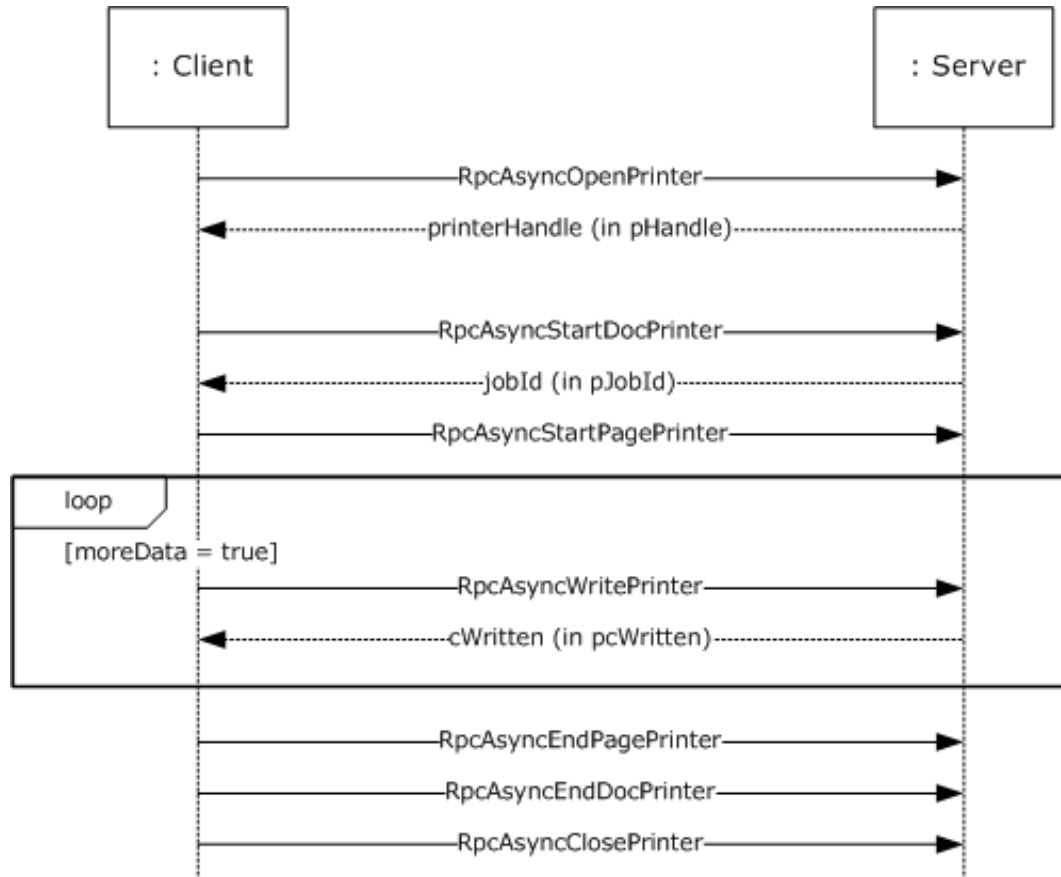 : Client
: Server
RpcAsyncOpenPrinter
printerHandle (in pHandle)
RpcAsyncStartDocPrinter
jobId (in pJobId)
RpcAsyncStartPagePrinter
loop
[moreData = true]
RpcAsyncWritePrinter
cWritten (in pcWritten)
RpcAsyncEndPagePrinter
RpcAsyncEndDocPrinter
RpcAsyncClosePrinter